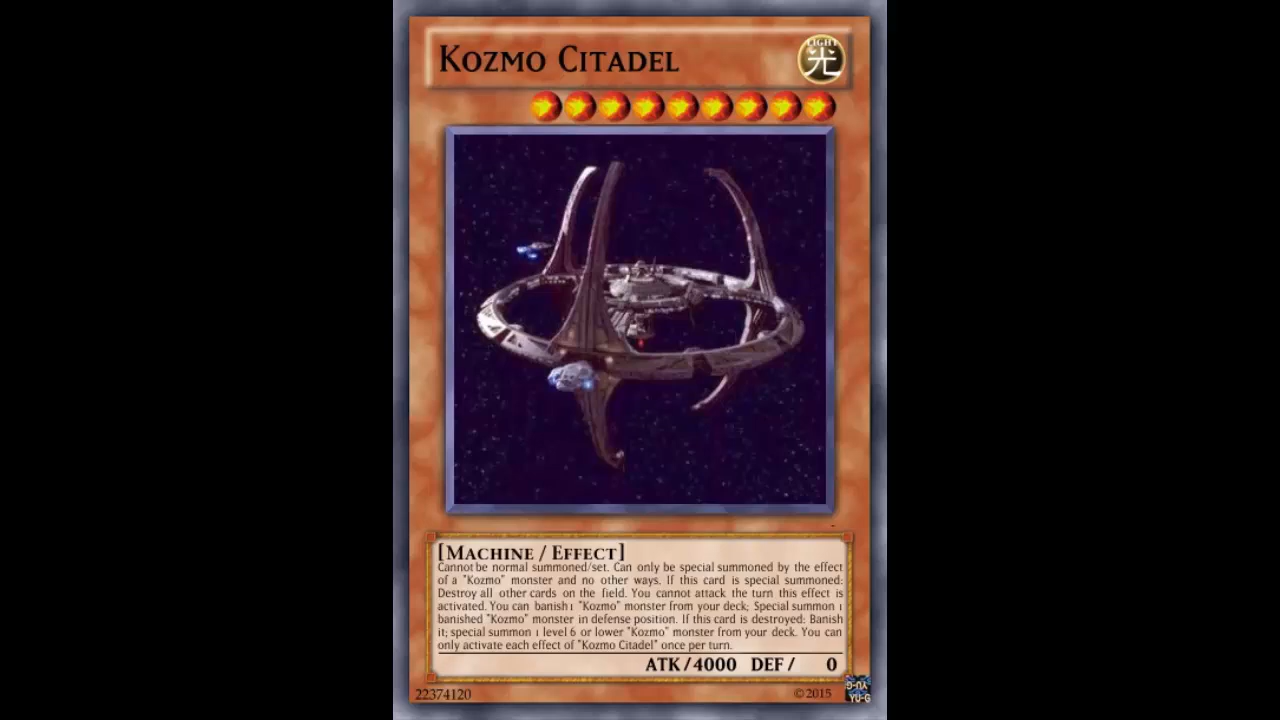 KOZMO CITADEL
LIGHT
光
[MACHINE / EFFECT]
Cannot be normal summoned/set. Can only be special summoned by the effect
of a "Kozmo" monster and no other ways. If this card is special summoned:
Destroy all other cards on the field. You cannot attack the turn this effect is
activated. You can banish 1 "Kozmo" monster from your deck; Special summon 1
banished "Kozmo" monster in defense position. If this card is destroyed: Banish
it; special summon 1 level 6 or lower "Kozmo" monster from your deck. You can
only activate each effect of "Kozmo Citadel" once per turn.
ATK / 4000 DEF / 0
22374120 © 2015
YU-G